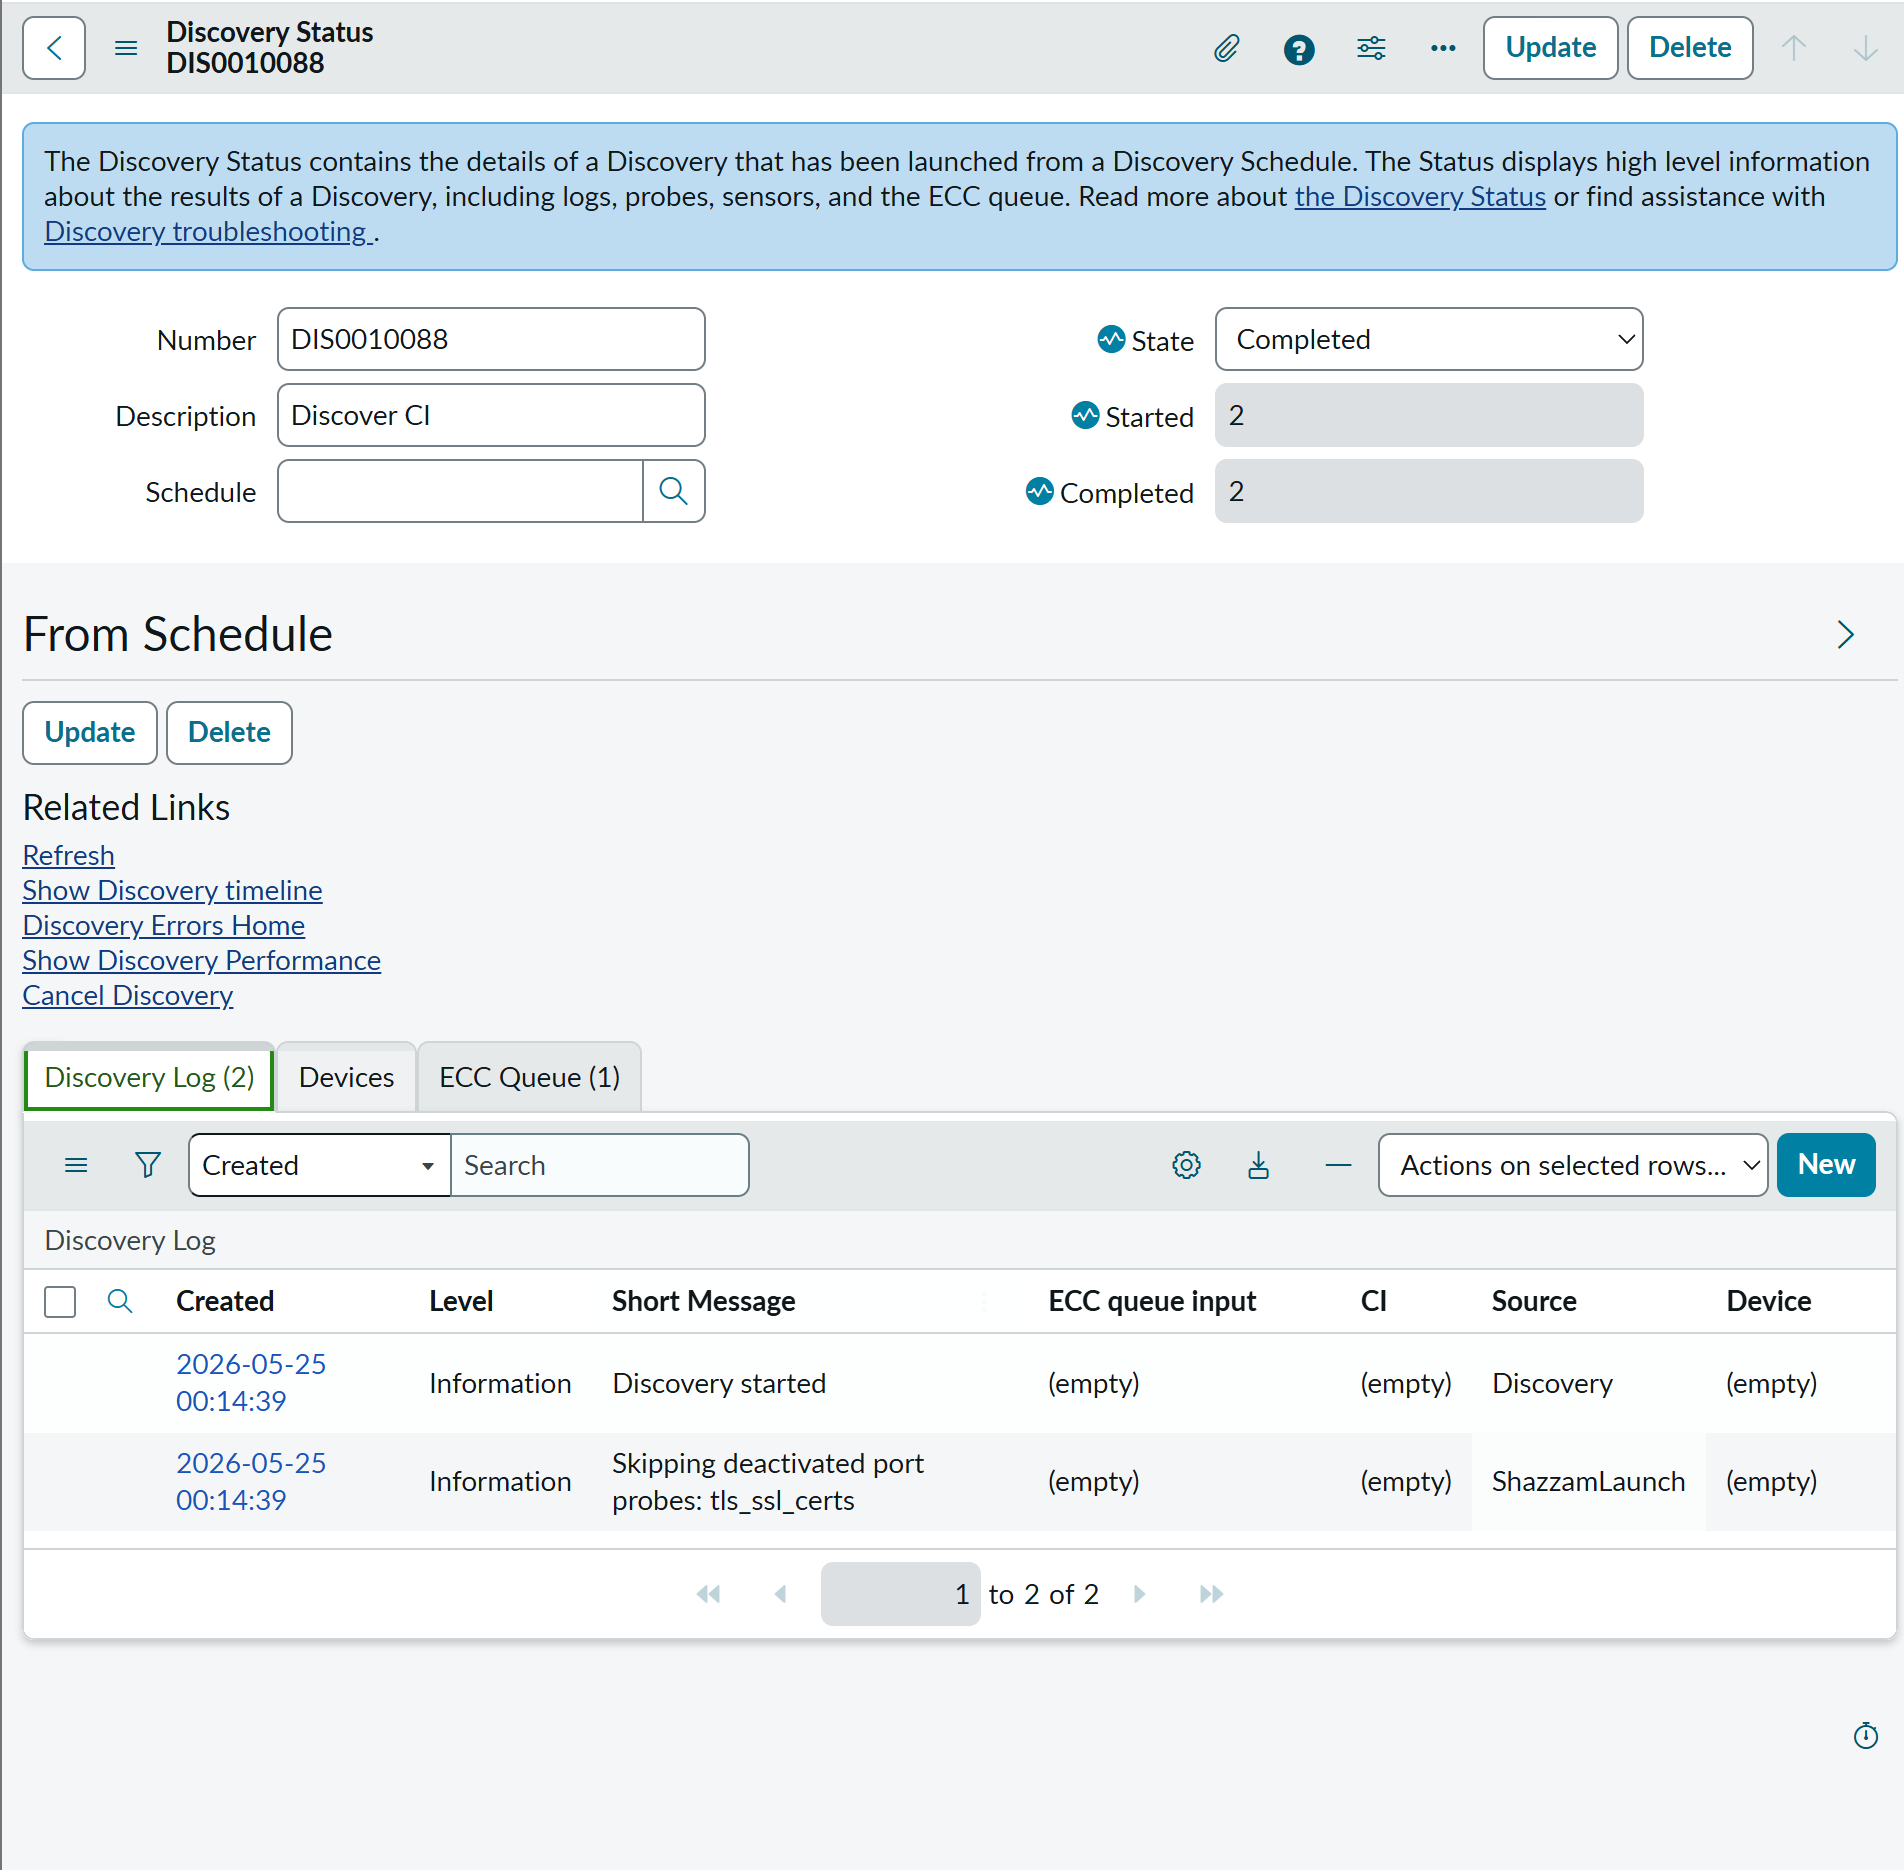 Discovery Status
DIS0010088
Update
Delete
The Discovery Status contains the details of a Discovery that has been launched from a Discovery Schedule. The Status displays high level information
about the results of a Discovery, including logs, probes, sensors, and the ECC queue. Read more about the Discovery Status or find assistance with
Discovery troubleshooting .
Number
DIS0010088
State
Completed
Description
Discover CI
Started
2
Schedule
Completed
2
From Schedule
Update
Delete
Related Links
Refresh
Show Discovery timeline
Discovery Errors Home
Show Discovery Performance
Cancel Discovery
Discovery Log (2)
Devices
ECC Queue (1)
Created
Search
Actions on selected rows...
New
Discovery Log
Created
Level
Short Message
ECC queue input
CI
Source
Device
2026-05-25
00:14:39
Information
Discovery started
(empty)
(empty)
Discovery
(empty)
2026-05-25
00:14:39
Information
Skipping deactivated port
probes: tls_ssl_certs
(empty)
(empty)
ShazzamLaunch
(empty)
1 to 2 of 2